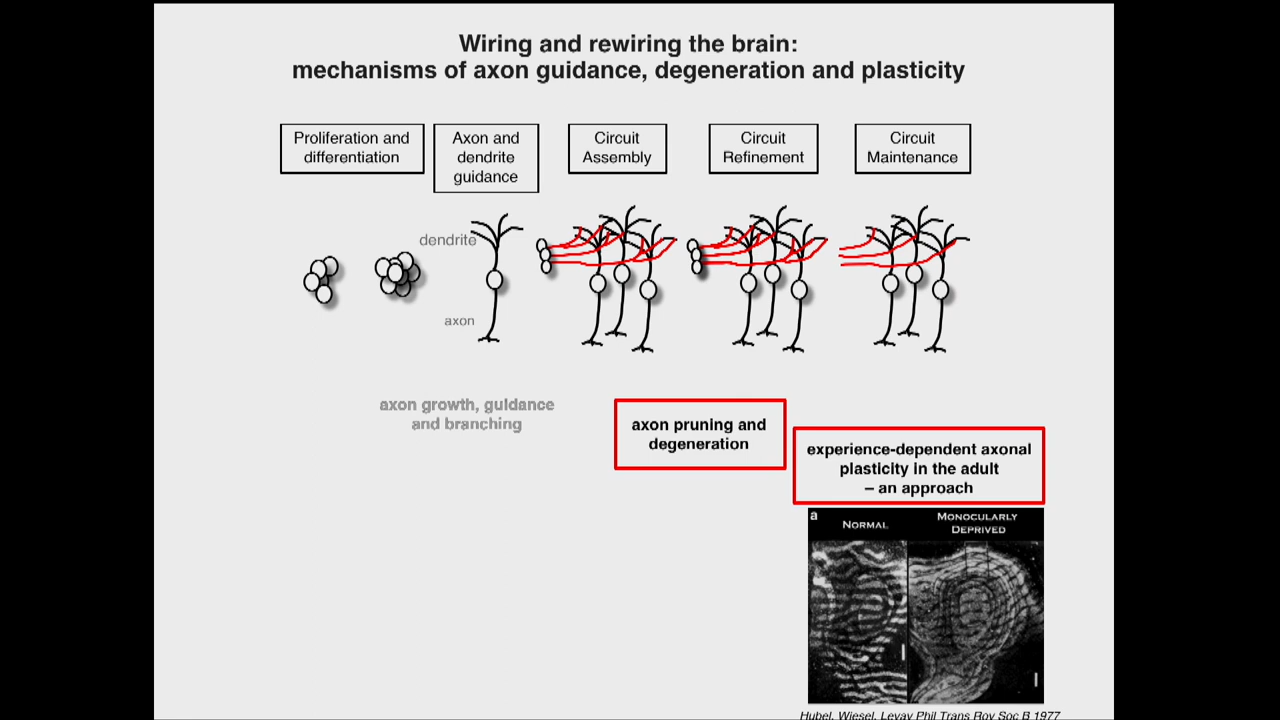 Wiring and rewiring the brain:
mechanisms of axon guidance, degeneration and plasticity
Proliferation and
differentiation
Axon and
dendrite
guidance
Circuit
Assembly
Circuit
Refinement
Circuit
Maintenance
dendrite
axon
axon growth, guidance
and branching
axon pruning and
degeneration
experience-dependent axonal
plasticity in the adult
– an approach
a
NORMAL
MONOCULARLY
DEPRIVED
Hubel, Wiesel, Levay Phil Trans Roy Soc B 1977